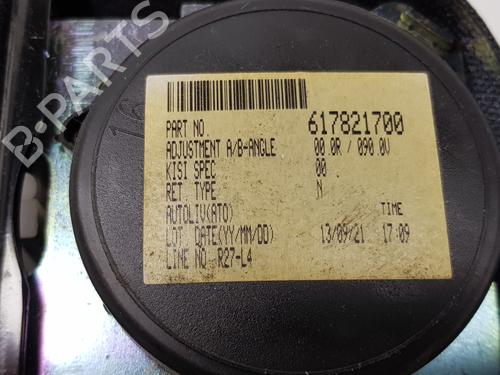 B-PARTS
16
PART NO. 617821700
ADJUSTMENT A/B-ANGLE 00.0R / 090.0V
KISI SPEC 00 .
RET. TYPE N
AUTOLIV(ATO) TIME
LOT DATE(YY/MM/DD) 13/09/21 17:09
LINE NO. R27-L4